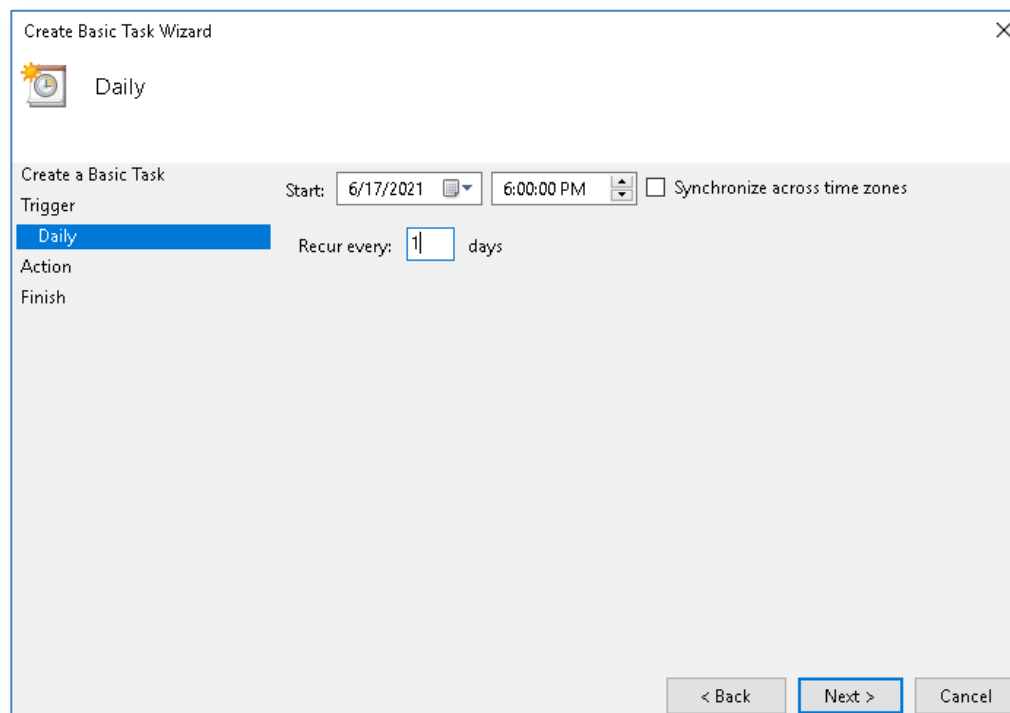 Create Basic Task Wizard
Daily
Create a Basic Task
Trigger
Daily
Action
Finish
Start: 6/17/2021 6:00:00 PM Synchronize across time zones
Recur every: 1 days
< Back Next > Cancel